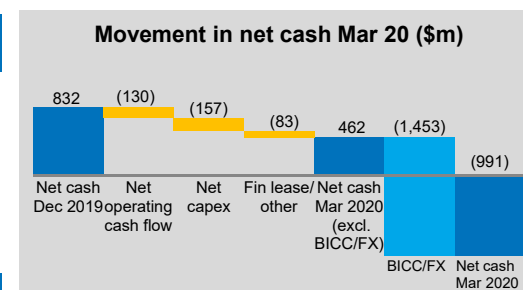 Movement in net cash Mar 20 ($m)
832
(130)
(157)
(83)
462
(1,453)
(991)
Net cash
Dec 2019
Net
operating
cash flow
Net
capex
Fin lease/
other
Net cash
Mar 2020
(excl.
BICC/FX)
BICC/FX
Net cash
Mar 2020